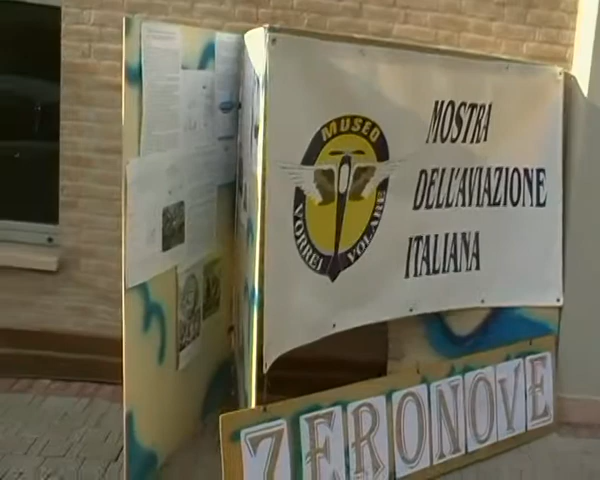 MUSEO
VORREI VOLARE
MOSTRA
DELL'AVIAZIONE
ITALIANA
ZERONOVE